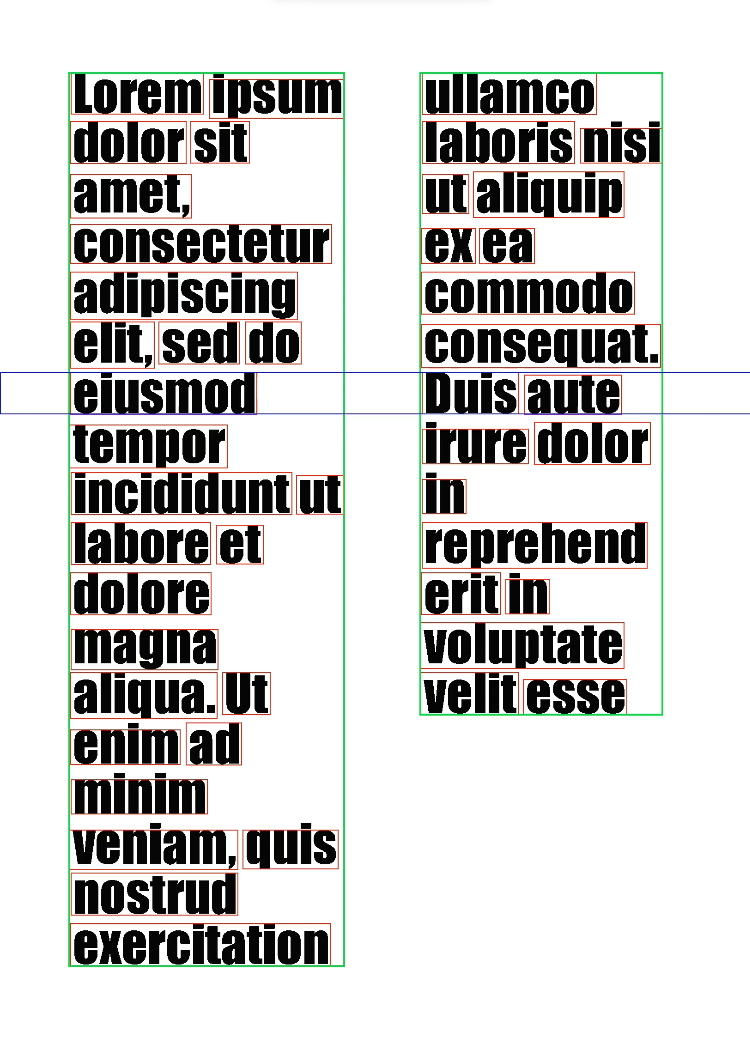 Lorem ipsum
dolor sit
amet,
consectetur
adipiscing
elit, sed do
eiusmod
tempor
incididunt ut
labore et
dolore
magna
aliqua. Ut
enim ad
minim
veniam, quis
nostrud
exercitation
ullamco
laboris nisi
ut aliquip
ex ea
commodo
consequat.
Duis aute
irure dolor
in
reprehend
erit in
voluptate
velit esse